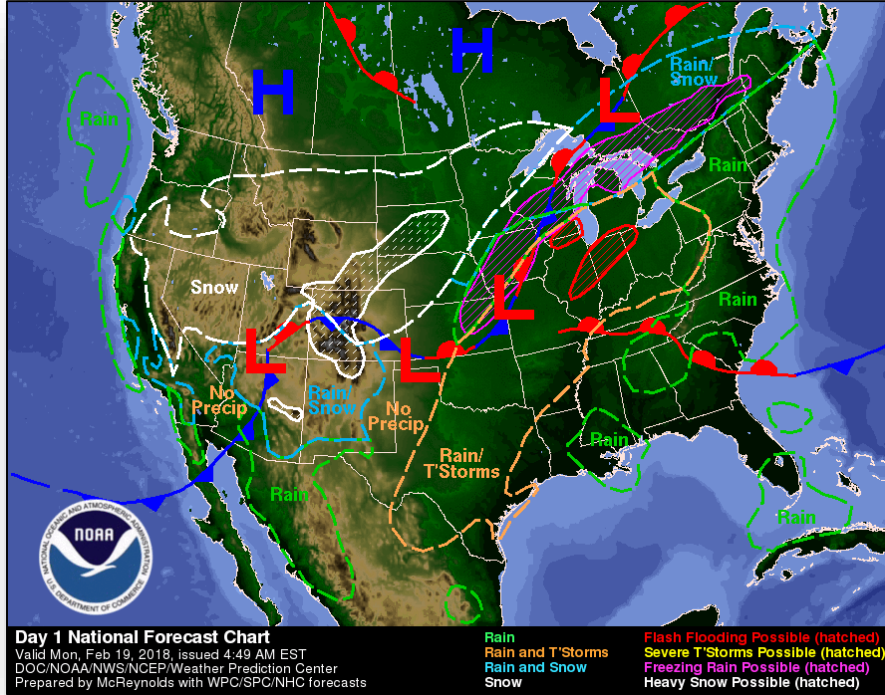 H
H
L
Rain/
Snow
Rain
Rain
Snow
L
Rain
L
L
No
Precip
Rain/
Snow
No
Precip
Rain/
T'Storms
Rain
Rain
Rain
NATIONAL OCEANIC AND ATMOSPHERIC ADMINISTRATION
NOAA
U.S. DEPARTMENT OF COMMERCE
Day 1 National Forecast Chart
Valid Mon, Feb 19, 2018, issued 4:49 AM EST
DOC/NOAA/NWS/NCEP/Weather Prediction Center
Prepared by McReynolds with WPC/SPC/NHC forecasts
Rain
Rain and T'Storms
Rain and Snow
Snow
Flash Flooding Possible (hatched)
Severe T'Storms Possible (hatched)
Freezing Rain Possible (hatched)
Heavy Snow Possible (hatched)